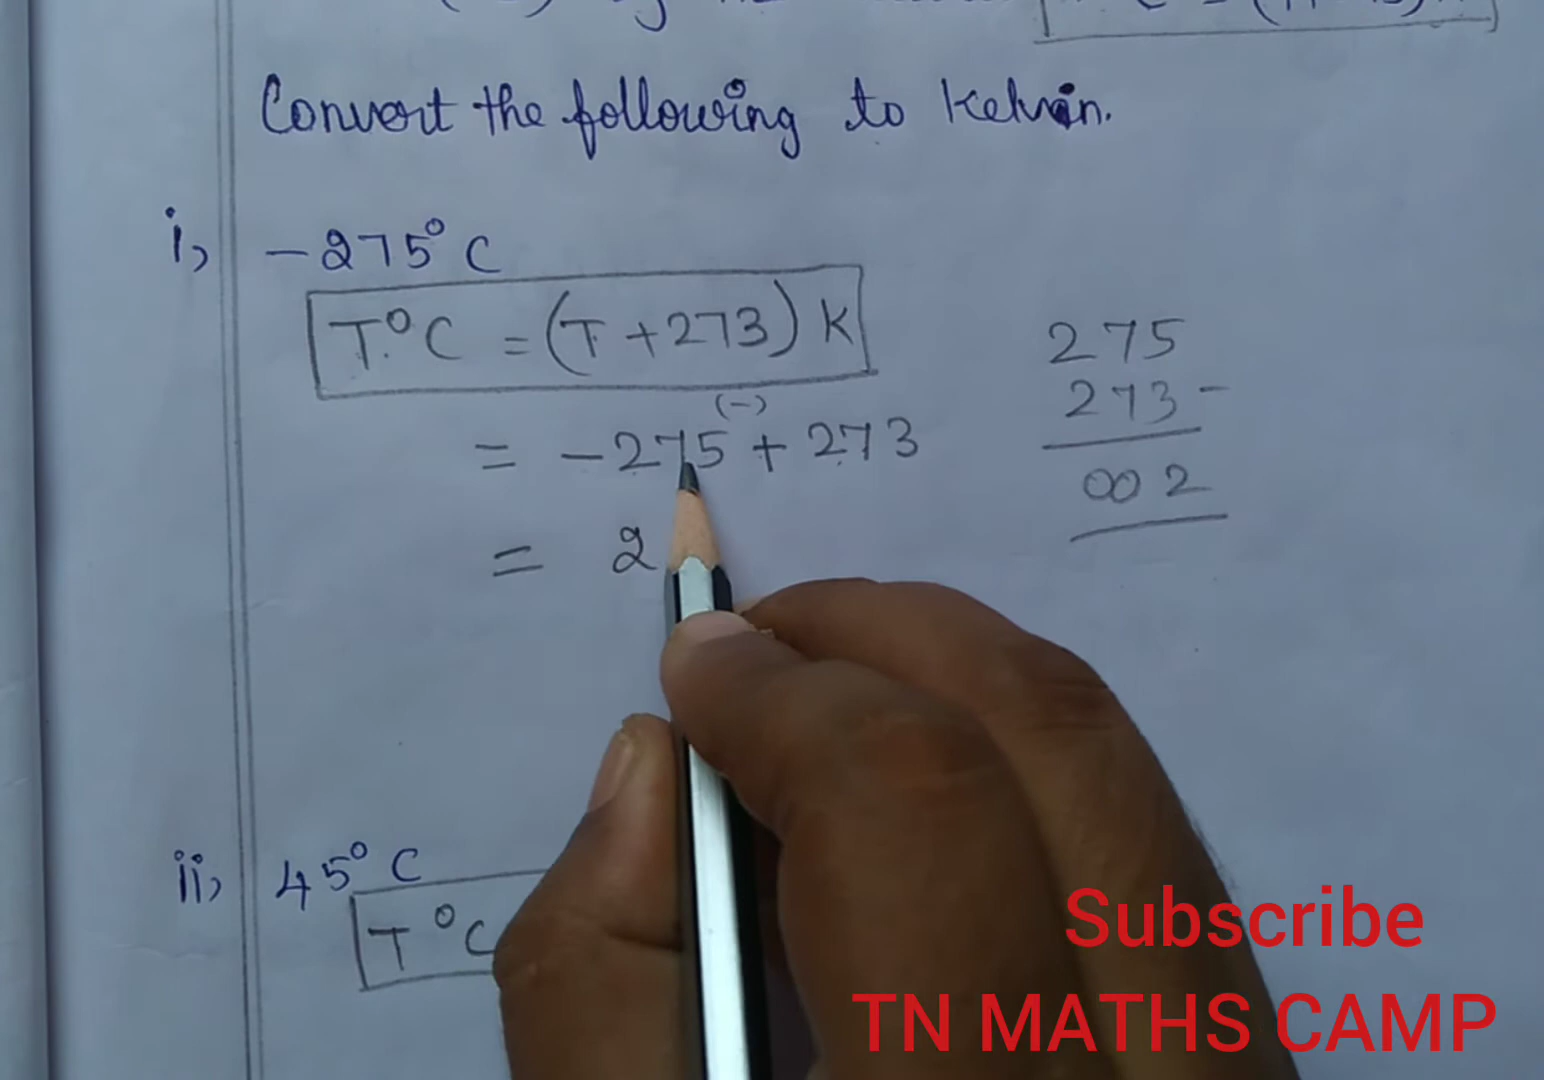 Convert the following to Kelvin.
i) -275°C
T°C = (T + 273) K
(-)
= -275 + 273
= 2
275
273 -
002
ii) 45°C
T°C
Subscribe
TN MATHS CAMP